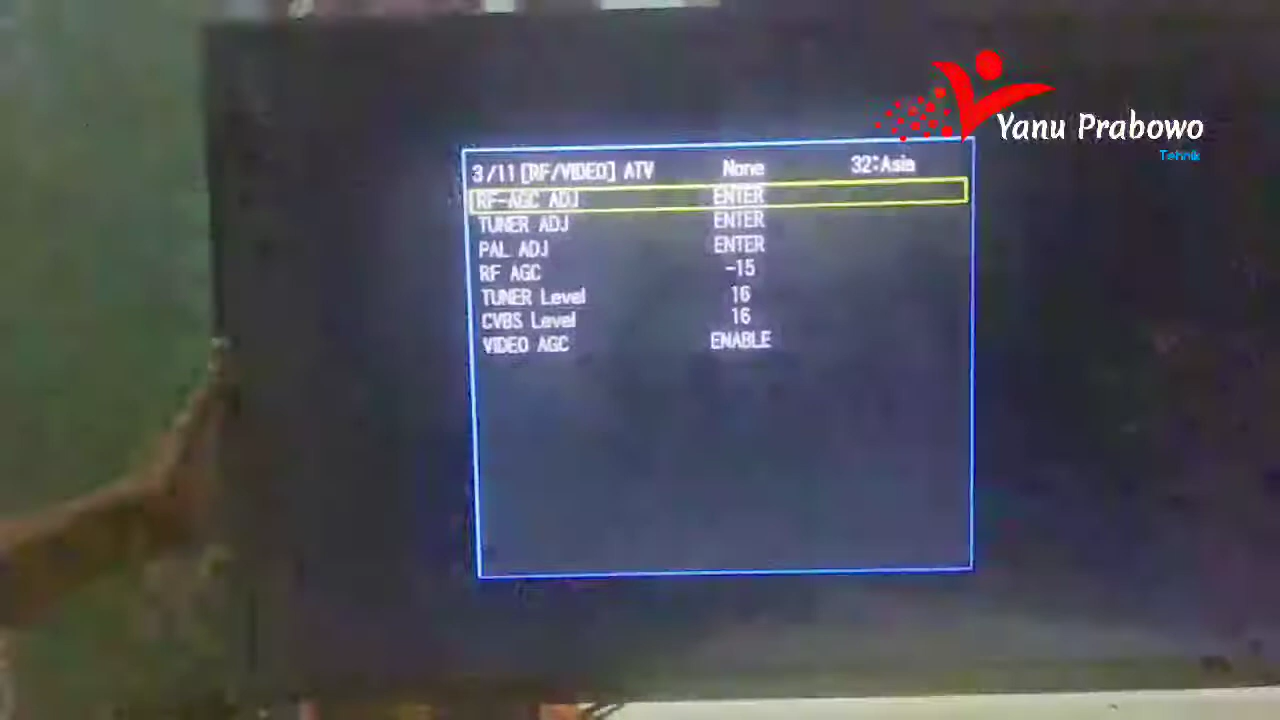 Yanu Prabowo
Tehnik
3/11 [RF/VIDEO] ATV None 32:Asia
RF-AGC ADJ ENTER
TUNER ADJ ENTER
PAL ADJ ENTER
RF AGC -15
TUNER Level 16
CVBS Level 16
VIDEO AGC ENABLE